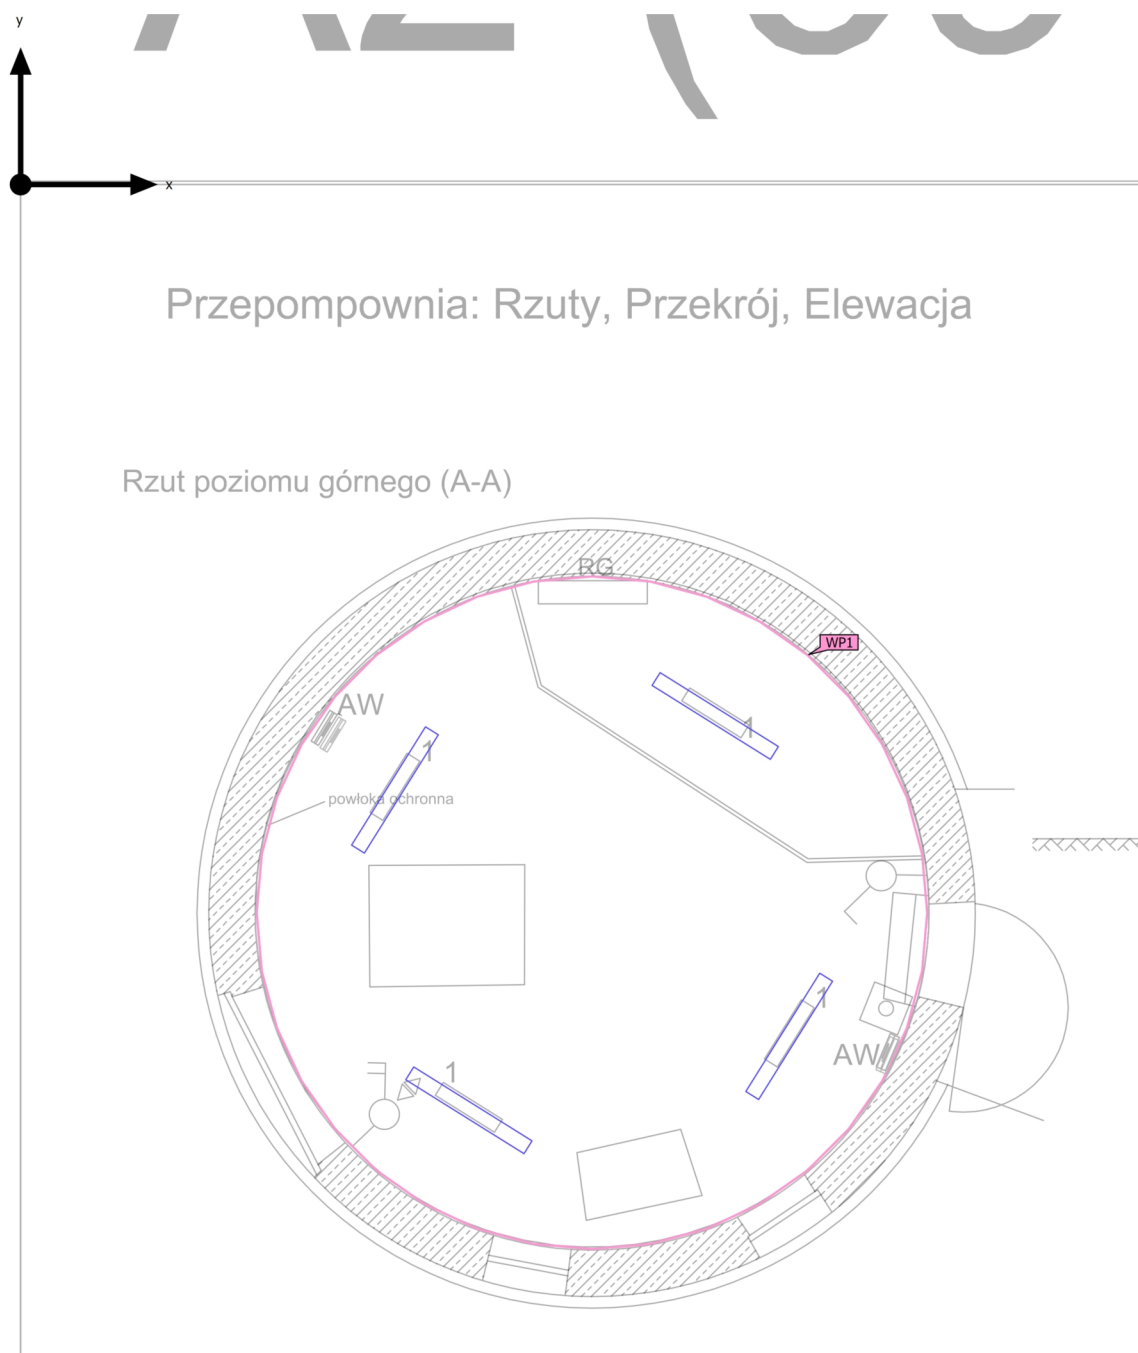 y
x
Przepompownia: Rzuty, Przekrój, Elewacja
Rzut poziomu górnego (A-A)
RG
WP1
AW
1
1
powłoka ochronna
1
AW
1